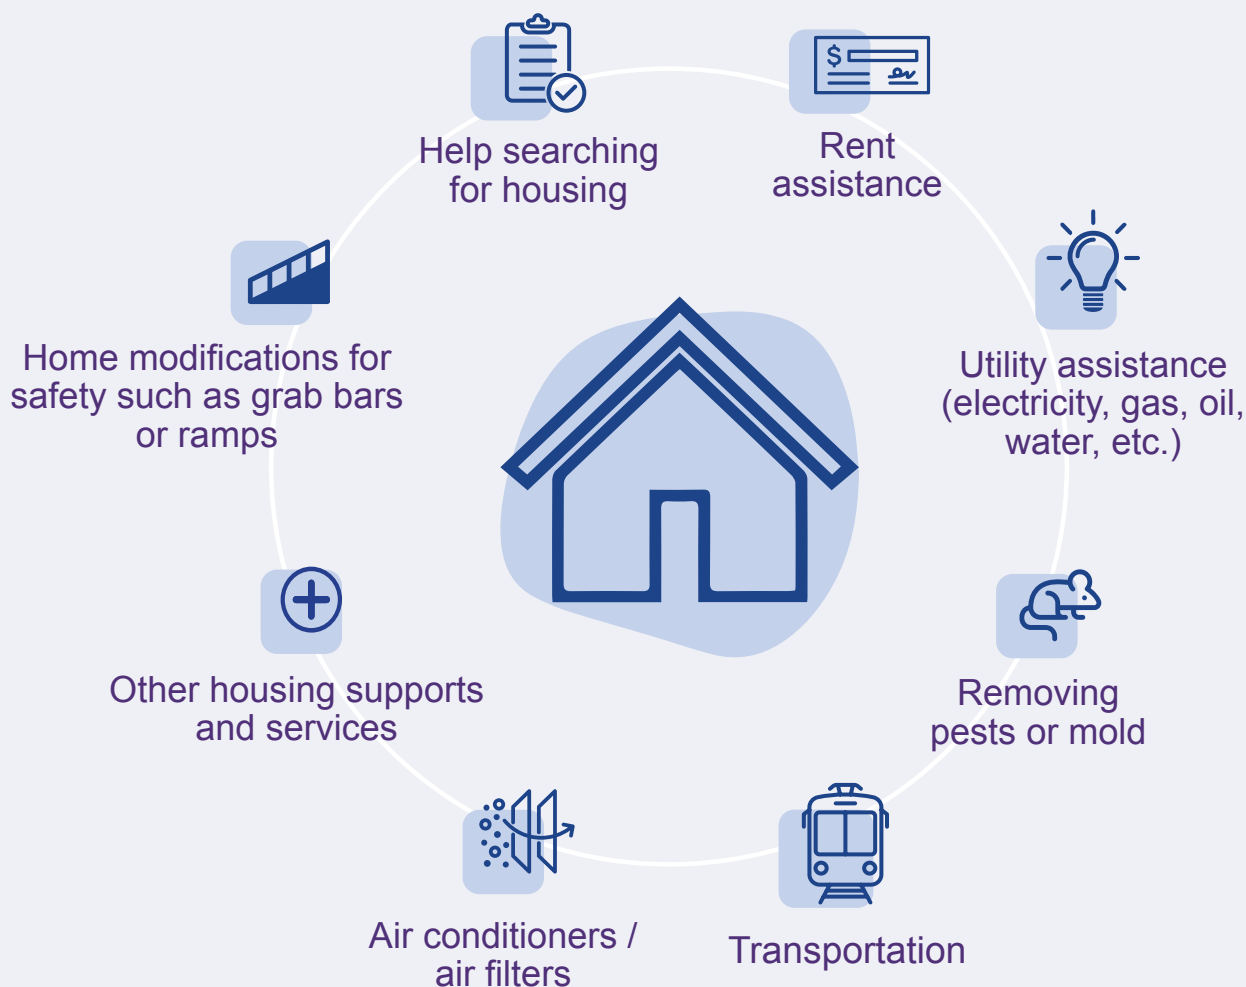 Help searching
for housing
Rent
assistance
Home modifications for
safety such as grab bars
or ramps
Utility assistance
(electricity, gas, oil,
water, etc.)
Other housing supports
and services
Removing
pests or mold
Air conditioners /
air filters
Transportation
$